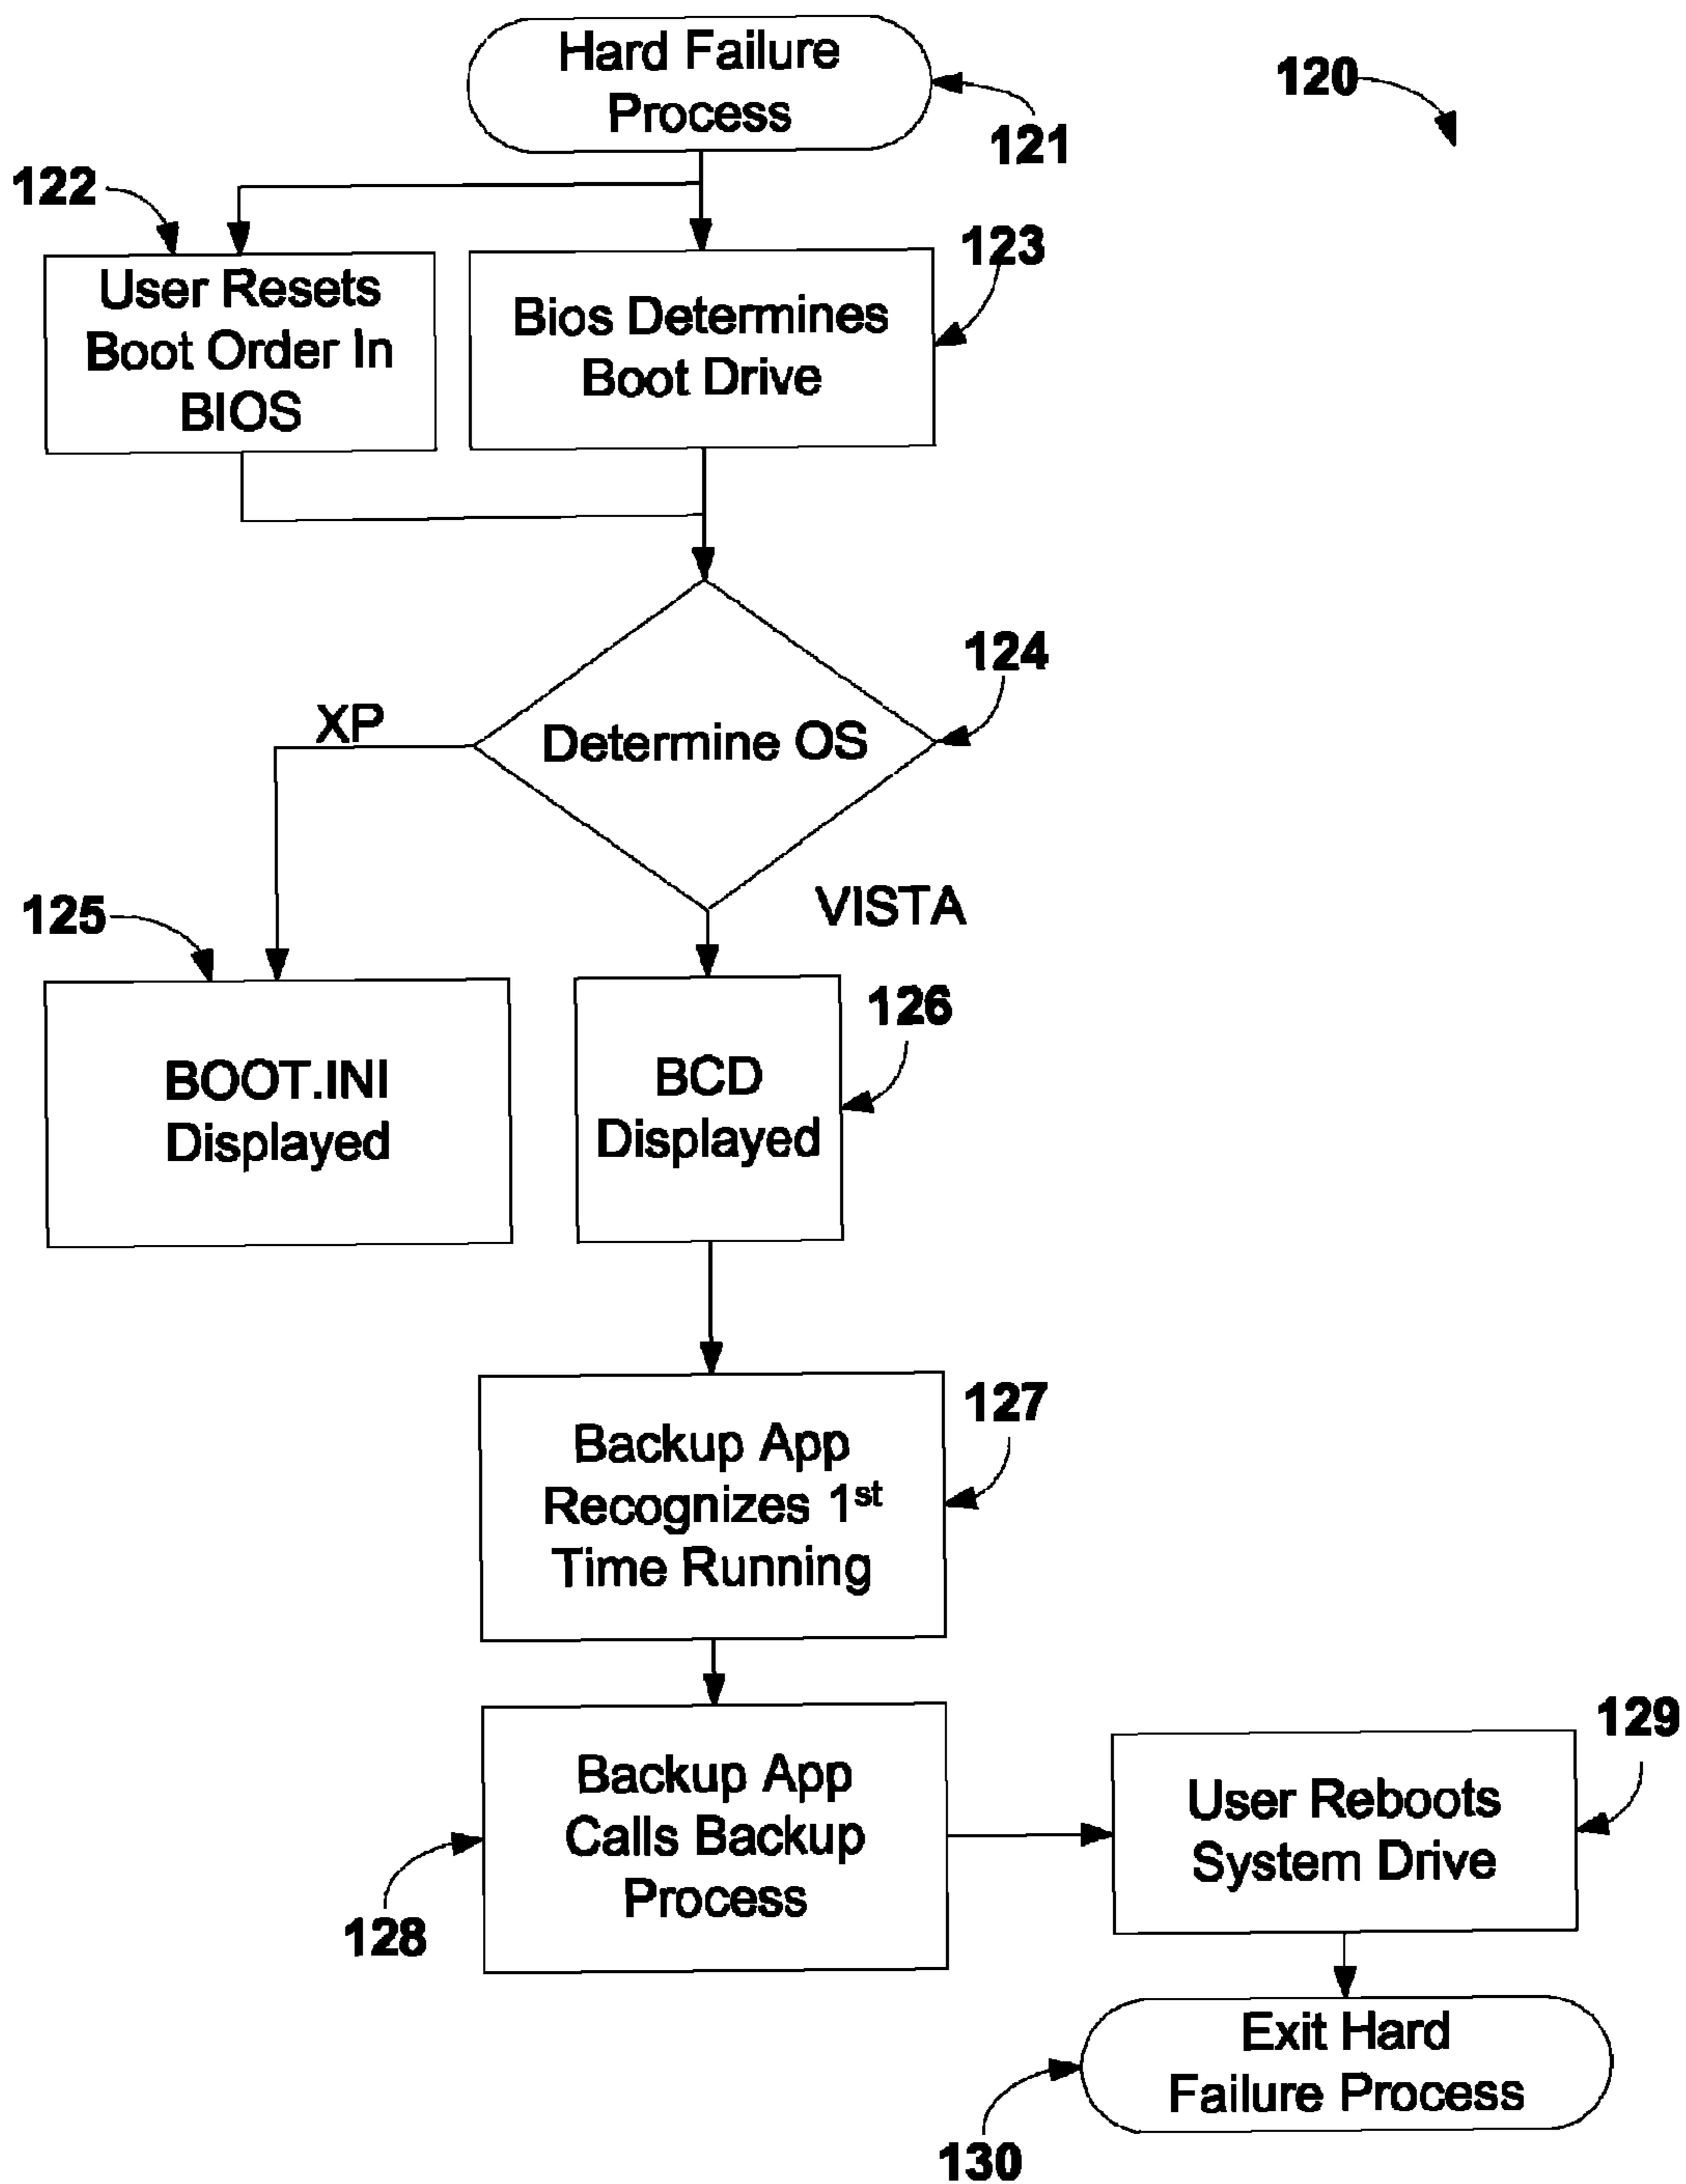 Hard Failure
Process
120
121
122
123
User Resets
Boot Order In
BIOS
Bios Determines
Boot Drive
124
XP
Determine OS
VISTA
125
126
BOOT.INI
Displayed
BCD
Displayed
127
Backup App
Recognizes 1st
Time Running
129
Backup App
Calls Backup
Process
128
User Reboots
System Drive
Exit Hard
Failure Process
130